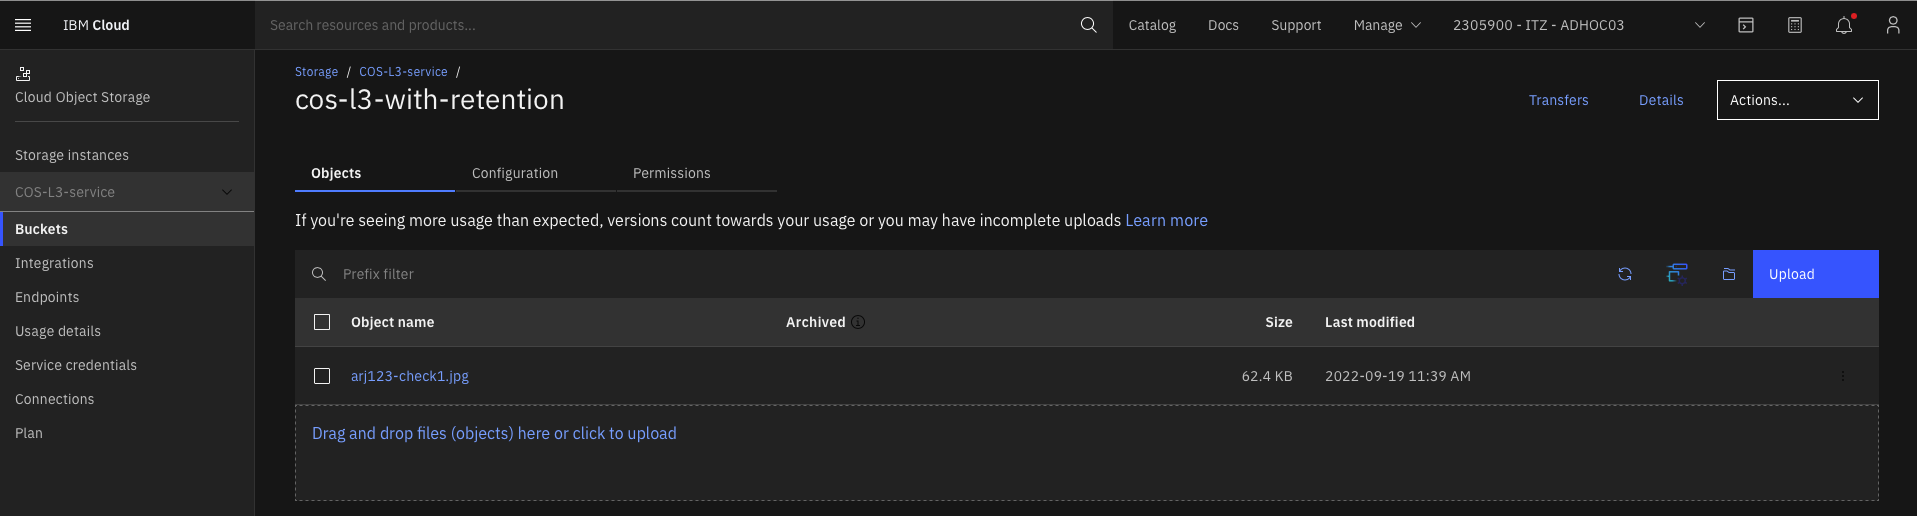 IBM Cloud
Search resources and products...
Catalog
Docs
Support
Manage
2305900 - ITZ - ADHOC03
Cloud Object Storage
Storage instances
COS-L3-service
Buckets
Integrations
Endpoints
Usage details
Service credentials
Connections
Plan
Storage / COS-L3-service /
cos-l3-with-retention
Transfers
Details
Actions...
Objects
Configuration
Permissions
If you're seeing more usage than expected, versions count towards your usage or you may have incomplete uploads Learn more
Prefix filter
Upload
Object name
Archived
Size
Last modified
arj123-check1.jpg
62.4 KB
2022-09-19 11:39 AM
Drag and drop files (objects) here or click to upload